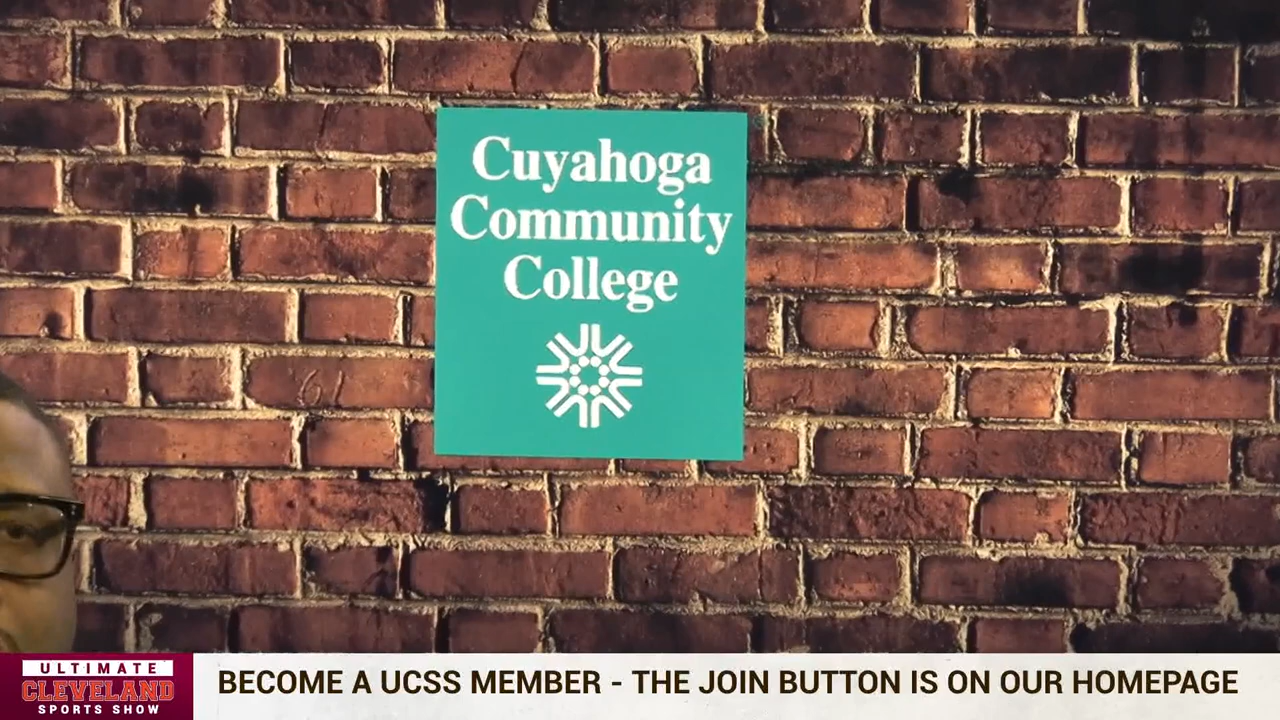 Cuyahoga
Community
College
ULTIMATE
CLEVELAND
SPORTS SHOW
BECOME A UCSS MEMBER - THE JOIN BUTTON IS ON OUR HOMEPAGE